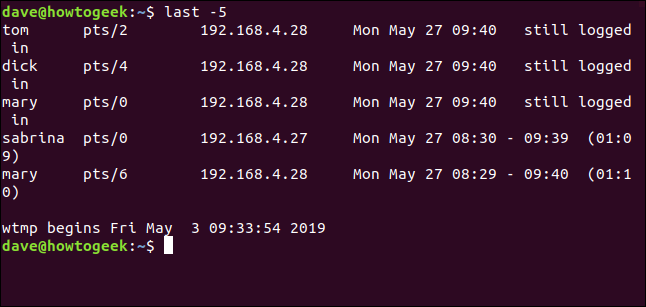 dave@howtogeek:~$ last -5
tom      pts/2        192.168.4.28     Mon May 27 09:40   still logged
 in
dick     pts/4        192.168.4.28     Mon May 27 09:40   still logged
 in
mary     pts/0        192.168.4.28     Mon May 27 09:40   still logged
 in
sabrina  pts/0        192.168.4.27     Mon May 27 08:30 - 09:39  (01:0
9)
mary     pts/6        192.168.4.28     Mon May 27 08:29 - 09:40  (01:1
0)

wtmp begins Fri May  3 09:33:54 2019
dave@howtogeek:~$